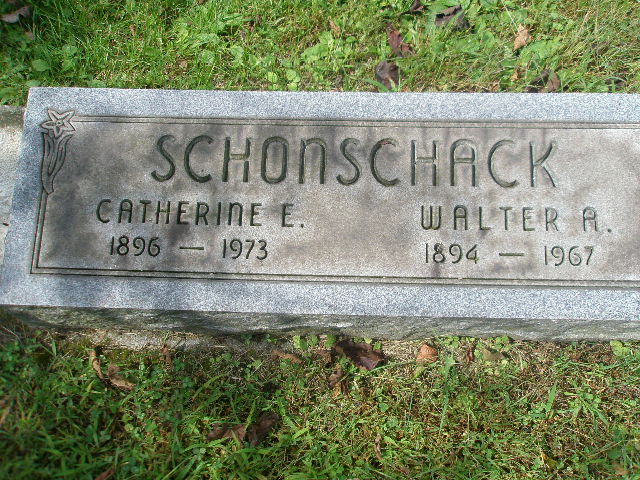 SCHONSCHACK
CATHERINE E. WALTER A.
1896 — 1973 1894 — 1967